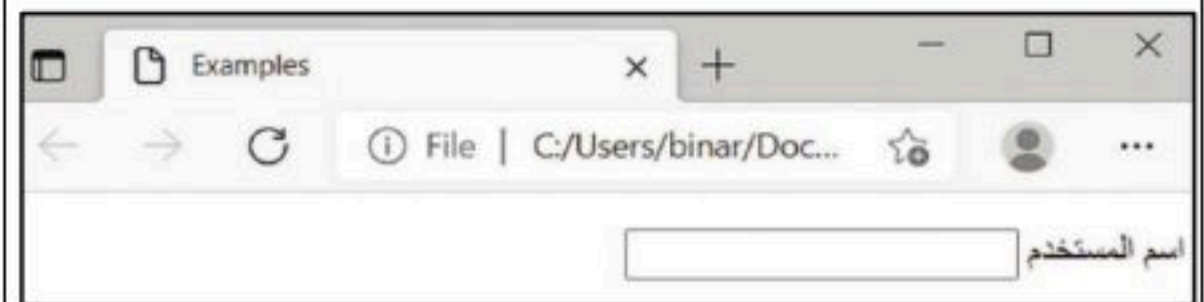 Examples
File | C:/Users/binar/Doc...
اسم المستخدم